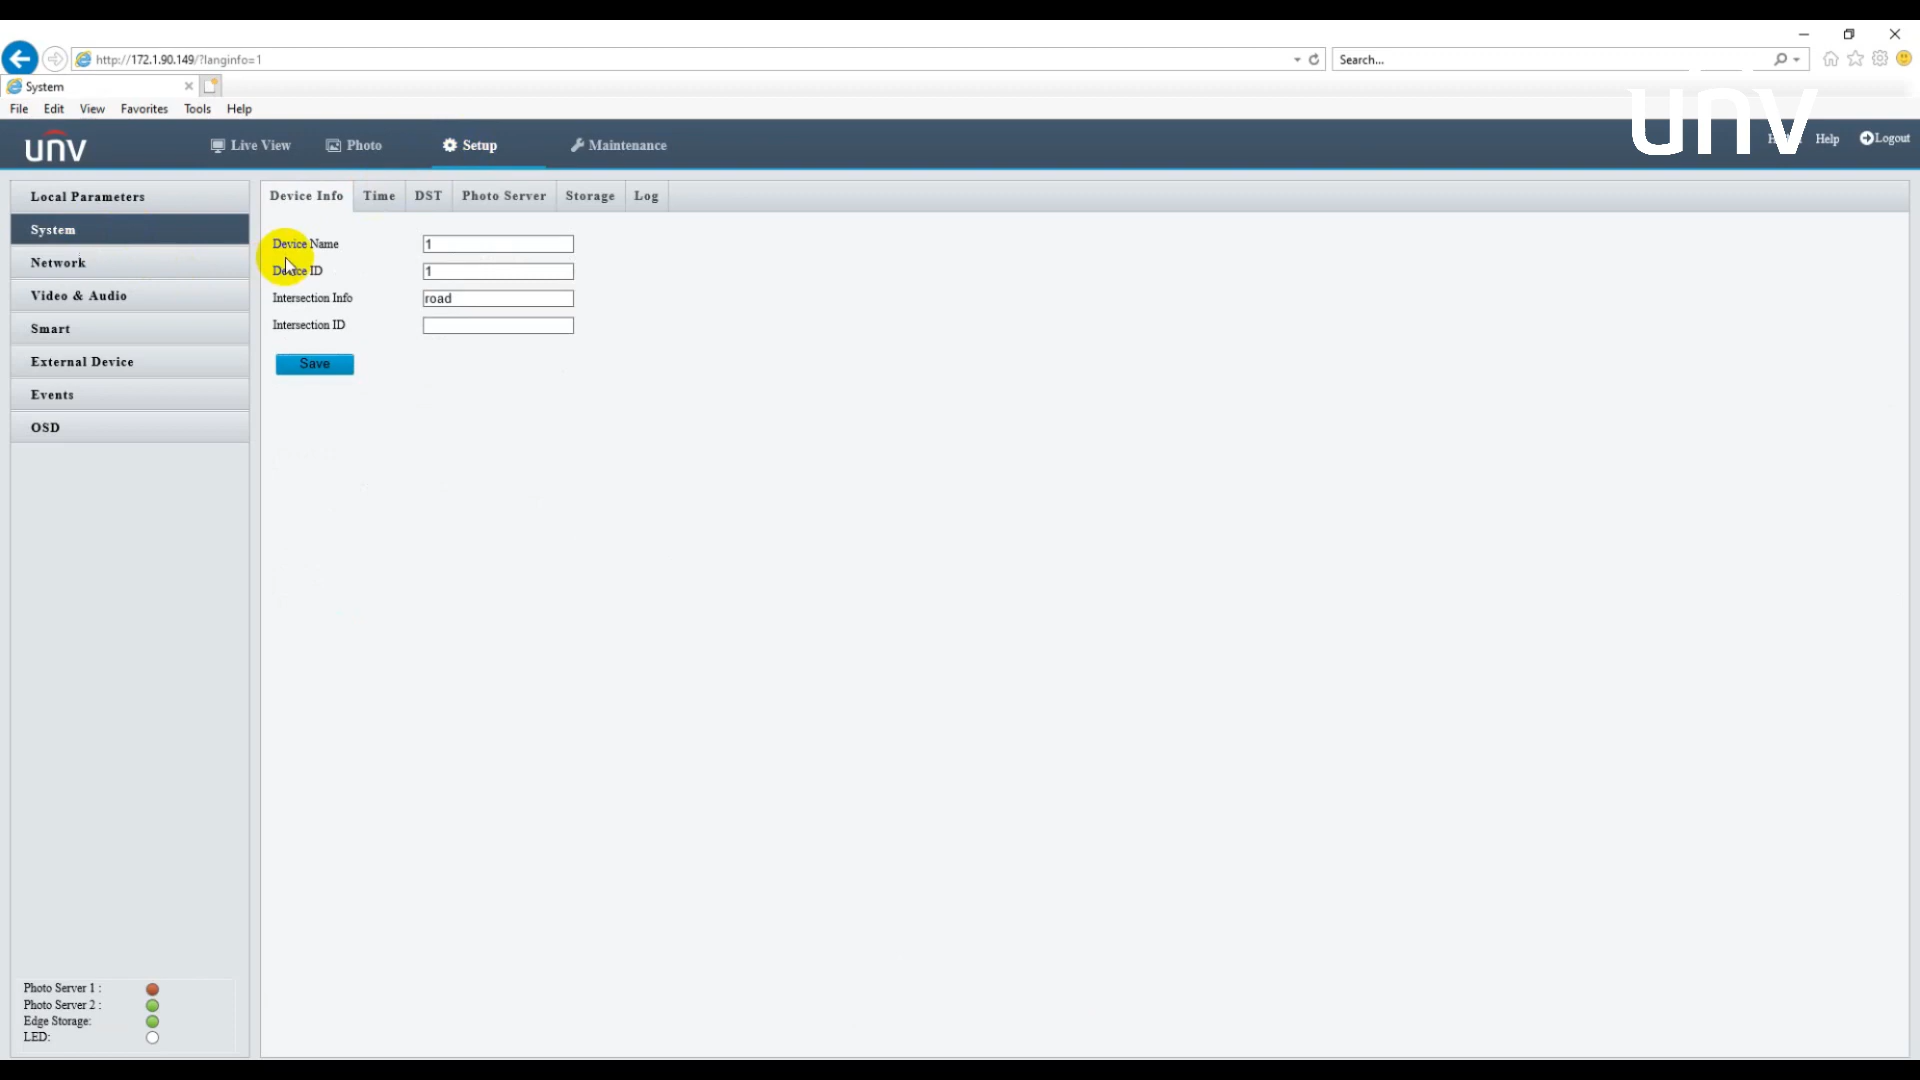 http://172.1.90.149/?langinfo=1
Search...
System
File Edit View Favorites Tools Help
unv
Live View Photo Setup Maintenance
unv
Help Logout
Local Parameters
System
Network
Video & Audio
Smart
External Device
Events
OSD
Device Info Time DST Photo Server Storage Log
Device Name 1
Device ID 1
Intersection Info road
Intersection ID
Save
Photo Server 1 :
Photo Server 2 :
Edge Storage:
LED: